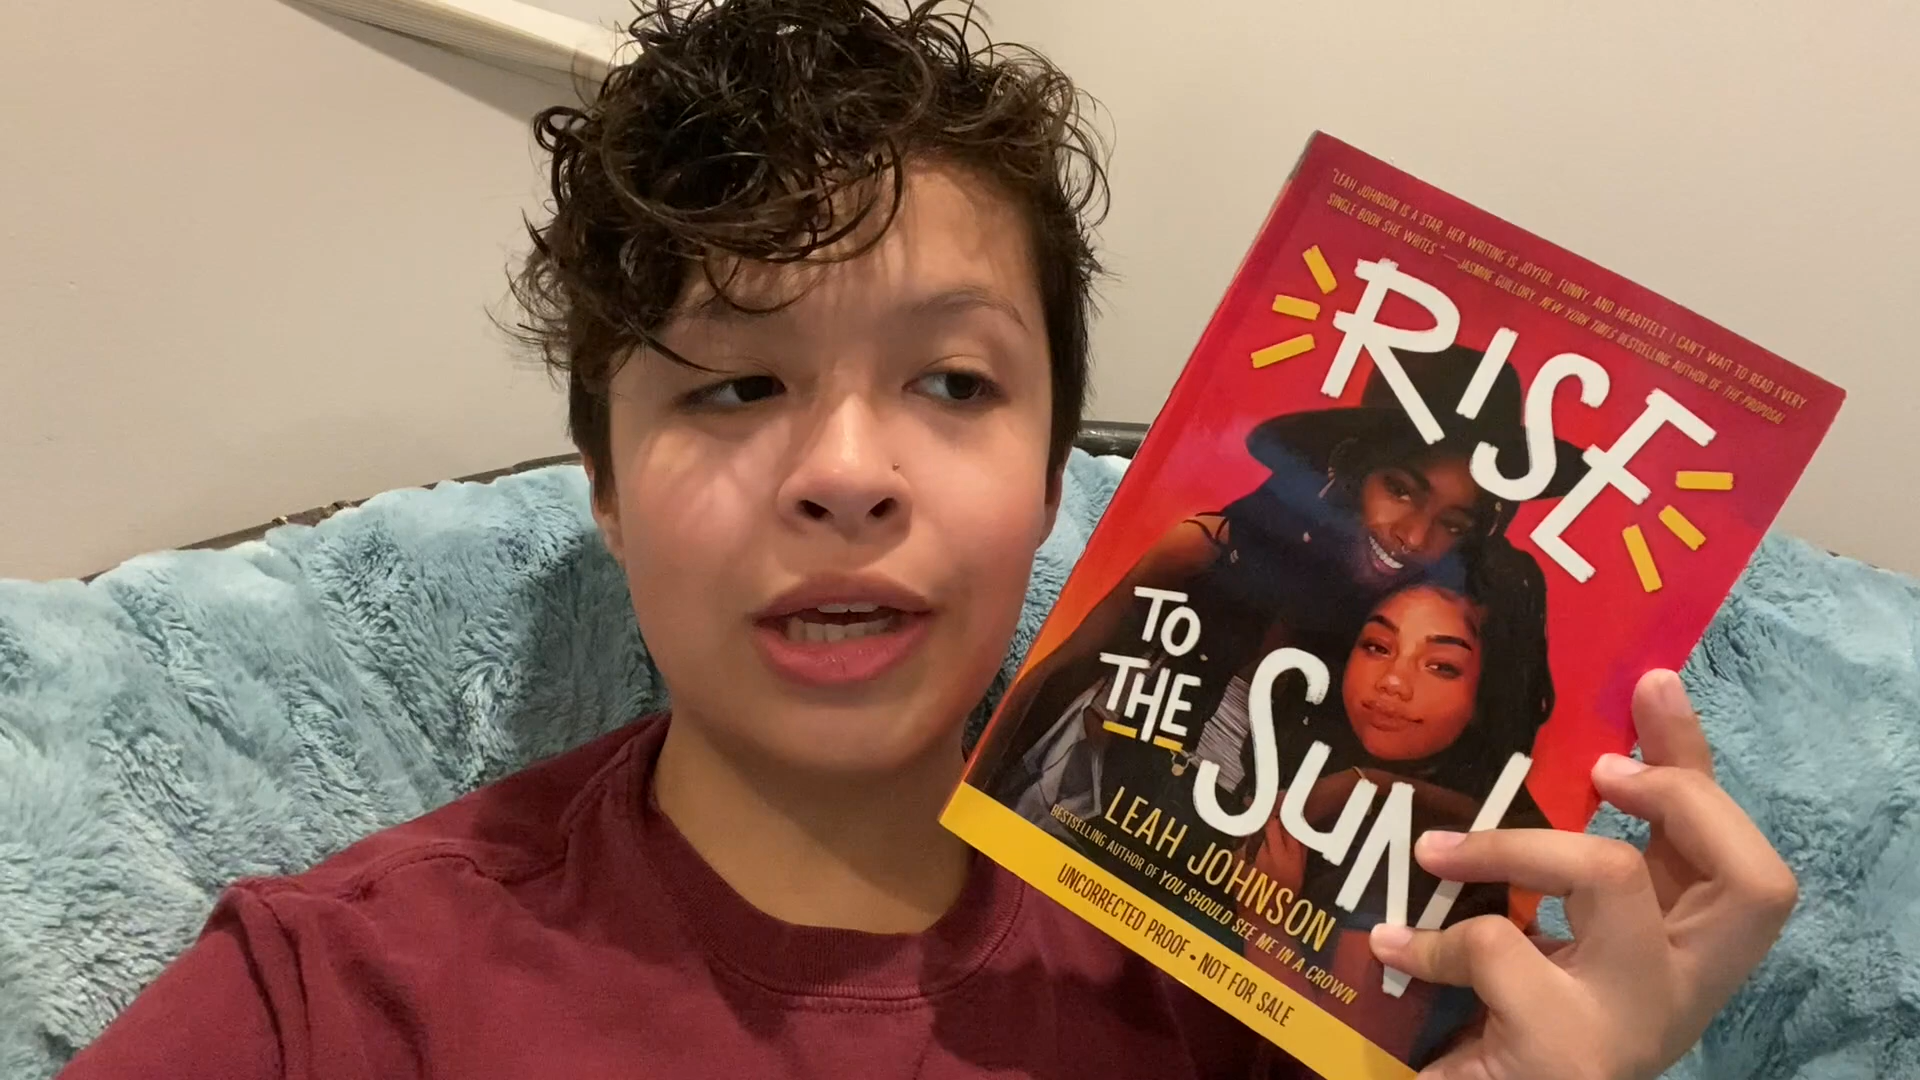 "LEAH JOHNSON IS A STAR. HER WRITING IS JOYFUL, FUNNY, AND HEARTFELT. I CAN'T WAIT TO READ EVERY
SINGLE BOOK SHE WRITES." —JASMINE GUILLORY, NEW YORK TIMES BESTSELLING AUTHOR OF THE PROPOSAL
RISE
TO
THE
SUN
LEAH JOHNSON
BESTSELLING AUTHOR OF YOU SHOULD SEE ME IN A CROWN
UNCORRECTED PROOF • NOT FOR SALE